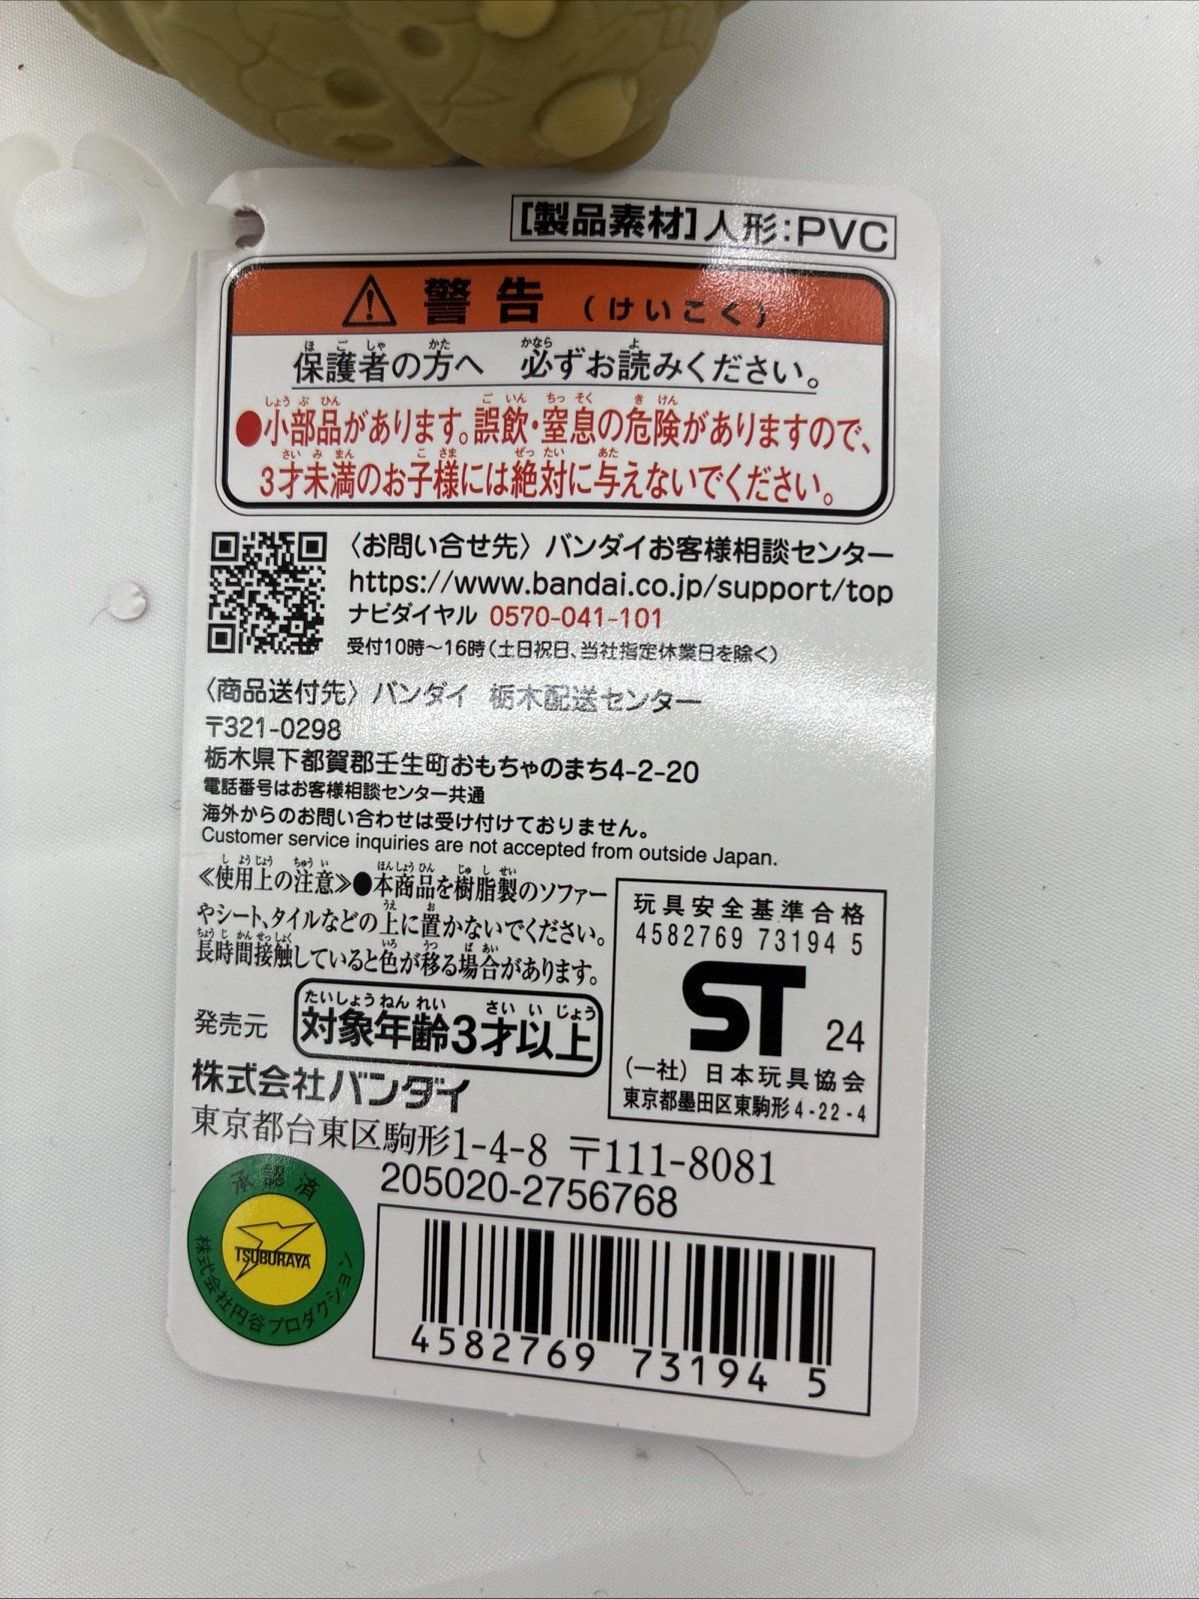 [製品素材]人形:PVC
警告（けいこく）
保護者の方へ 必ずお読みください。
●小部品があります。誤飲・窒息の危険がありますので、
3才未満のお子様には絶対に与えないでください。
〈お問い合せ先〉バンダイお客様相談センター
https://www.bandai.co.jp/support/top
ナビダイヤル 0570-041-101
受付10時～16時（土日祝日、当社指定休業日を除く）
〈商品送付先〉バンダイ 栃木配送センター
〒321-0298
栃木県下都賀郡壬生町おもちゃのまち4-2-20
電話番号はお客様相談センター共通
海外からのお問い合わせは受け付けておりません。
Customer service inquiries are not accepted from outside Japan.
≪使用上の注意≫●本商品を樹脂製のソファー
やシート、タイルなどの上に置かないでください。
長時間接触していると色が移る場合があります。
玩具安全基準合格
4582769 73194 5
ST 24
(一社) 日本玩具協会
東京都墨田区東駒形4-22-4
発売元
対象年齢3才以上
株式会社バンダイ
東京都台東区駒形1-4-8 〒111-8081
205020-2756768
承認済
TSUBURAYA
株式会社円谷プロダクション
4582769 73194 5